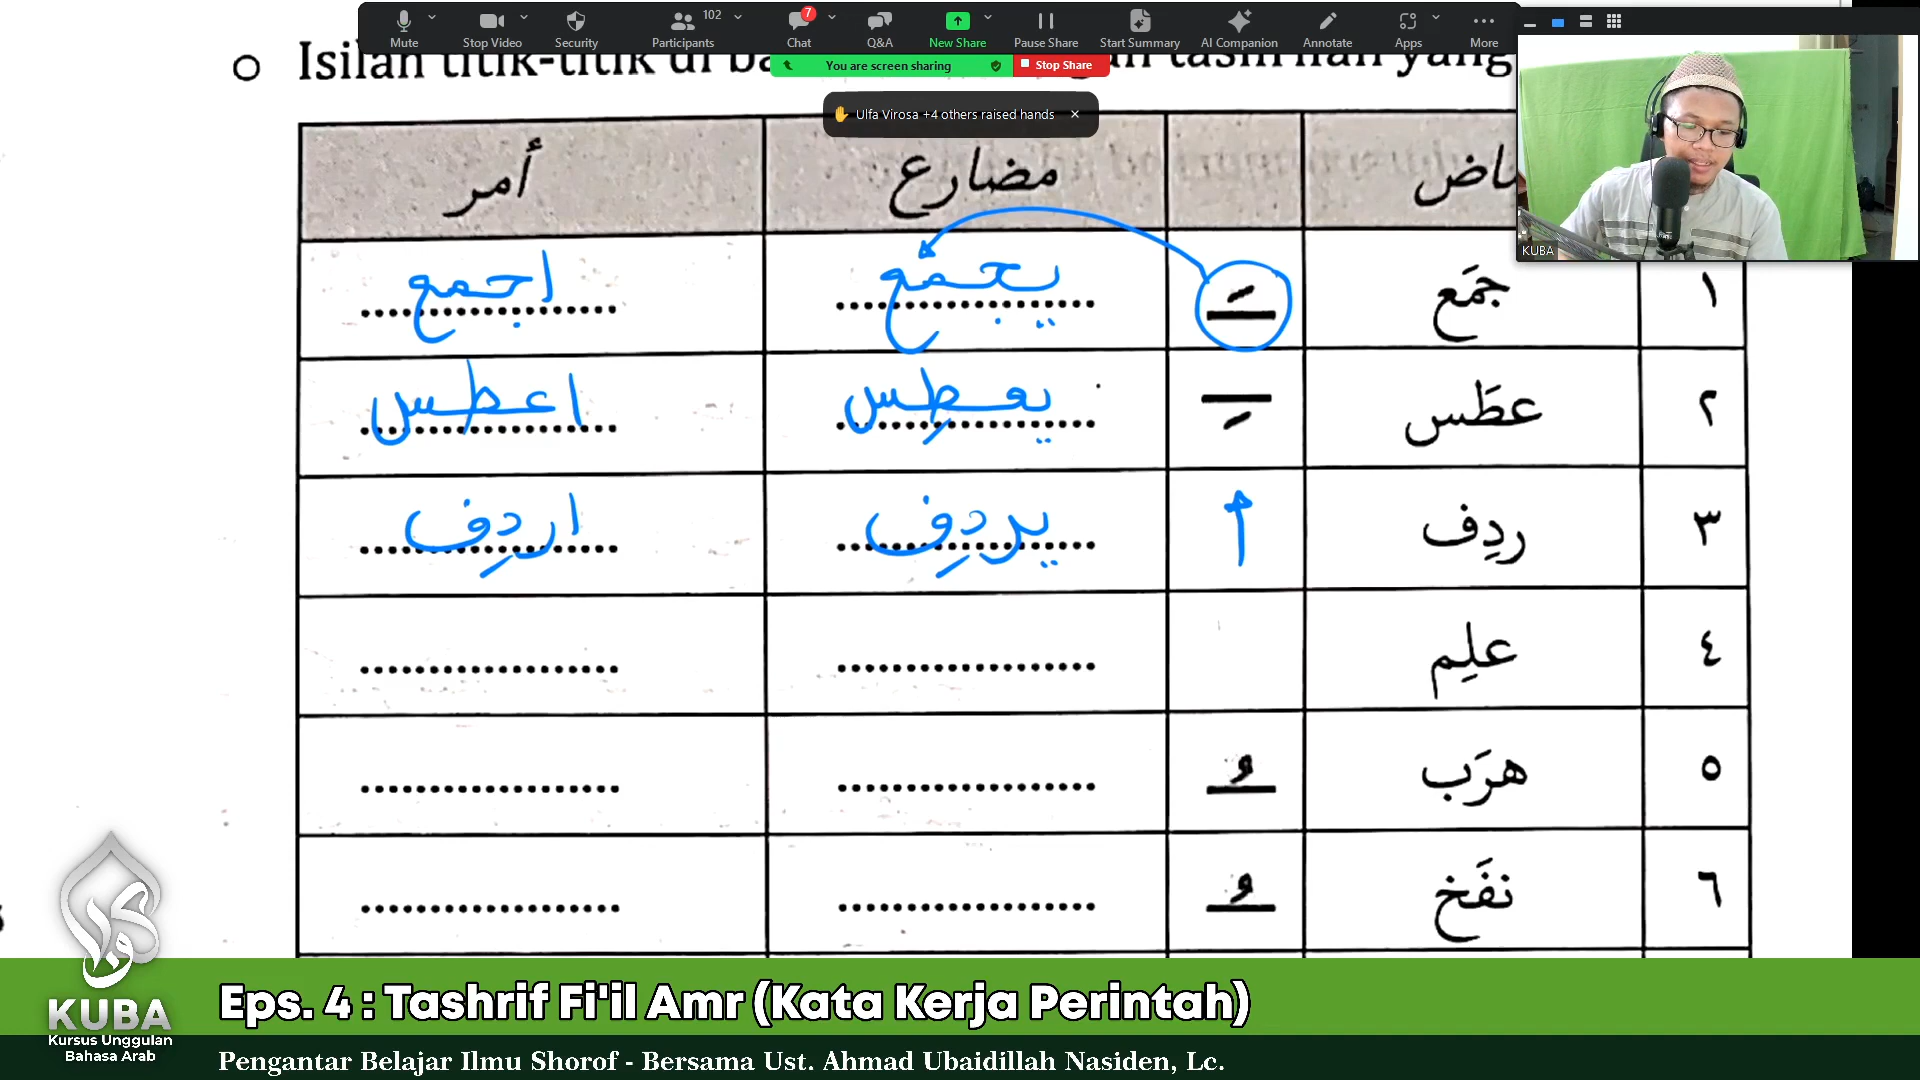 Mute
Stop Video
Security
Participants
102
Chat
7
Q&A
New Share
Pause Share
Start Summary
AI Companion
Annotate
Apps
More
You are screen sharing
Stop Share
Ulfa Virosa +4 others raised hands
KUBA
مضارع أمر
١ جمَع يجمع اجمع
٢ عطَس يعطِس اعطس
٣ ردِف يردِف اردِف
٤ علِم
٥ هرَب
٦ نفَخ
KUBA
Kursus Unggulan
Bahasa Arab
Eps. 4 : Tashrif Fi'il Amr (Kata Kerja Perintah)
Pengantar Belajar Ilmu Shorof - Bersama Ust. Ahmad Ubaidillah Nasiden, Lc.